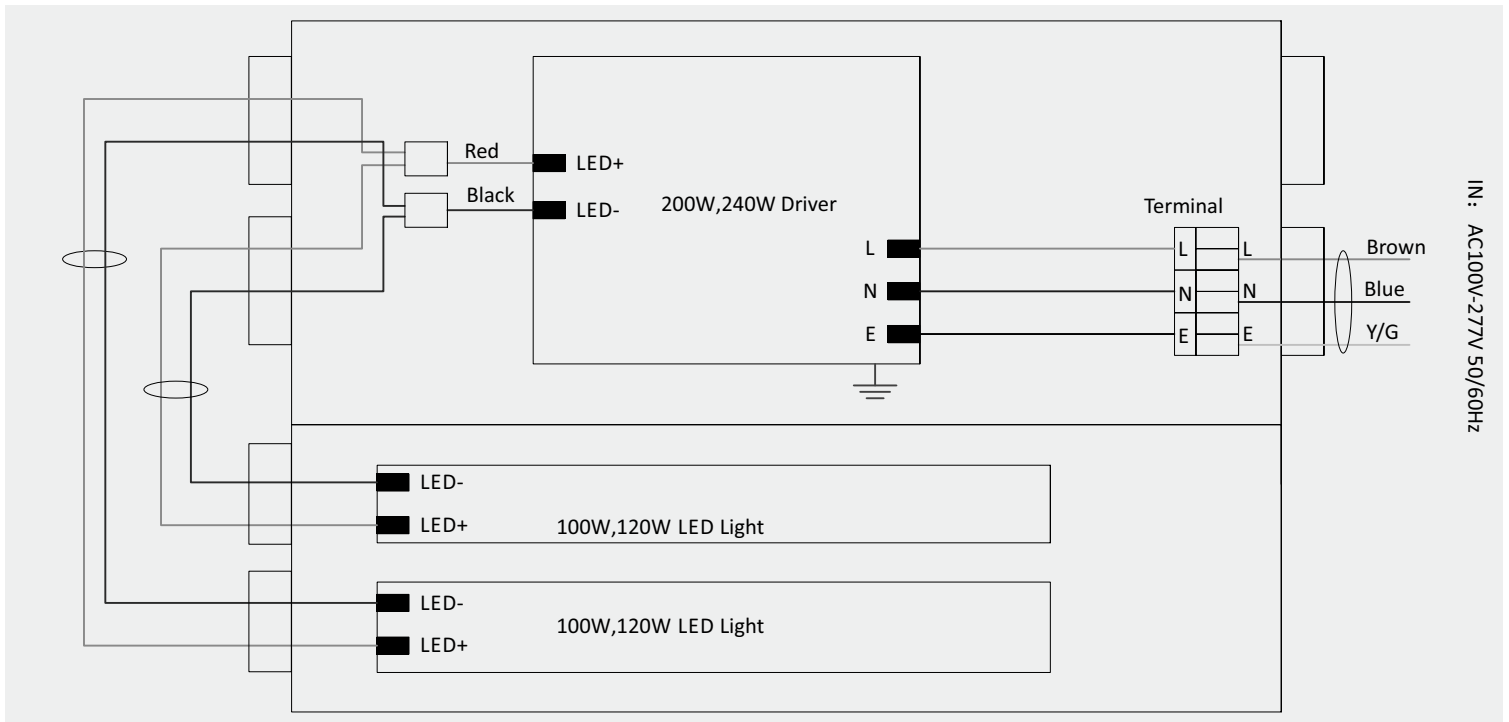 Red
LED+
Black
LED-
200W,240W Driver
Terminal
L
L
L
Brown
N
N
N
Blue
E
E
E
Y/G
IN: AC100V-277V 50/60Hz
LED-
LED+
100W,120W LED Light
LED-
100W,120W LED Light
LED+